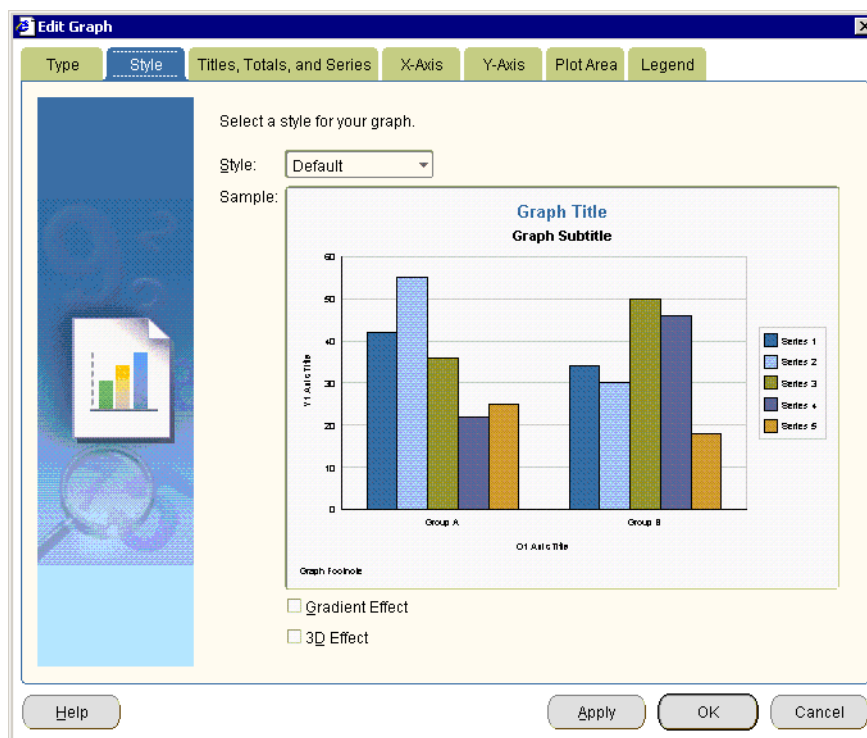 Edit Graph
Type Style Titles, Totals, and Series X-Axis Y-Axis Plot Area Legend
Select a style for your graph.
Style: Default
Sample:
Graph Title
Graph Subtitle
60
50
40
30
20
10
0
Y1 Axis Title
Group A Group B
O1 Axis Title
Graph Footnote
Series 1
Series 2
Series 3
Series 4
Series 5
Gradient Effect
3D Effect
Help Apply OK Cancel